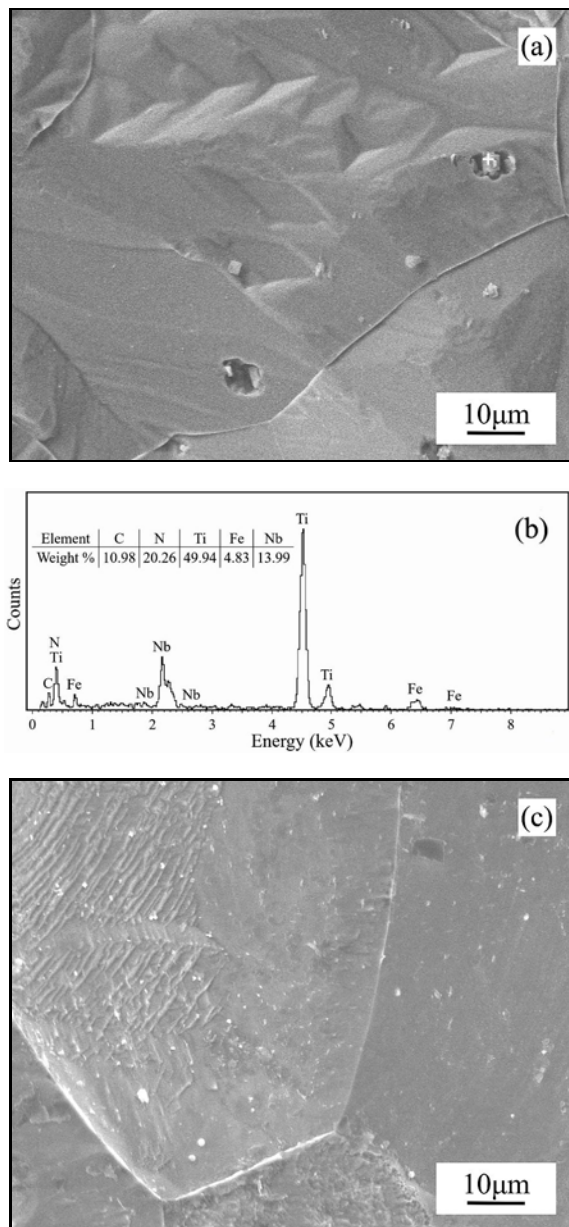 (a)
10μm
(b)
Element C N Ti Fe Nb
Weight % 10.98 20.26 49.94 4.83 13.99
Counts
Ti
N
Ti
C
Fe
Nb
Nb
Nb
Ti
Fe
Fe
0 1 2 3 4 5 6 7 8
Energy (keV)
(c)
10μm